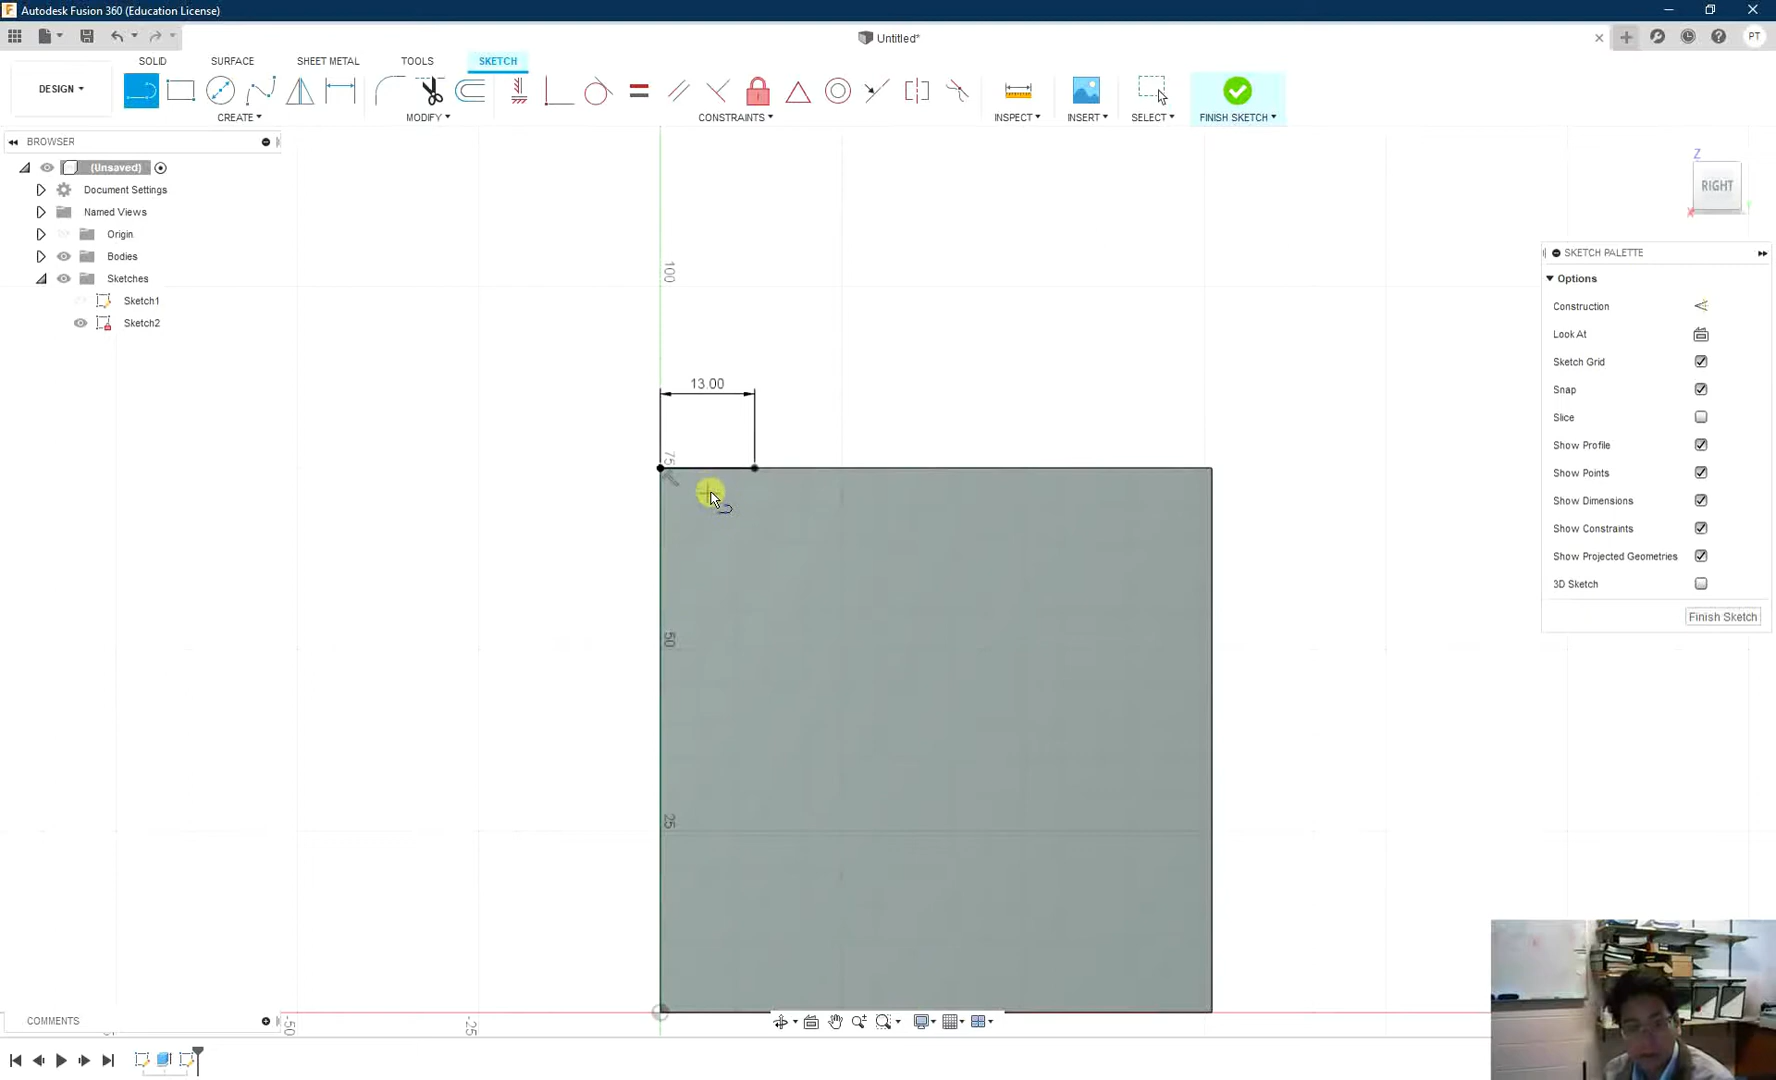 Autodesk Fusion 360 (Education License)
Untitled*
PT
SOLID
SURFACE
SHEET METAL
TOOLS
SKETCH
DESIGN
CREATE
MODIFY
CONSTRAINTS
INSPECT
INSERT
SELECT
FINISH SKETCH
BROWSER
(Unsaved)
Document Settings
Named Views
Origin
Bodies
Sketches
Sketch1
Sketch2
Z
RIGHT
X
SKETCH PALETTE
Options
Construction
Look At
Sketch Grid
Snap
Slice
Show Profile
Show Points
Show Dimensions
Show Constraints
Show Projected Geometries
3D Sketch
Finish Sketch
100
13.00
75
50
25
-50
-25
COMMENTS